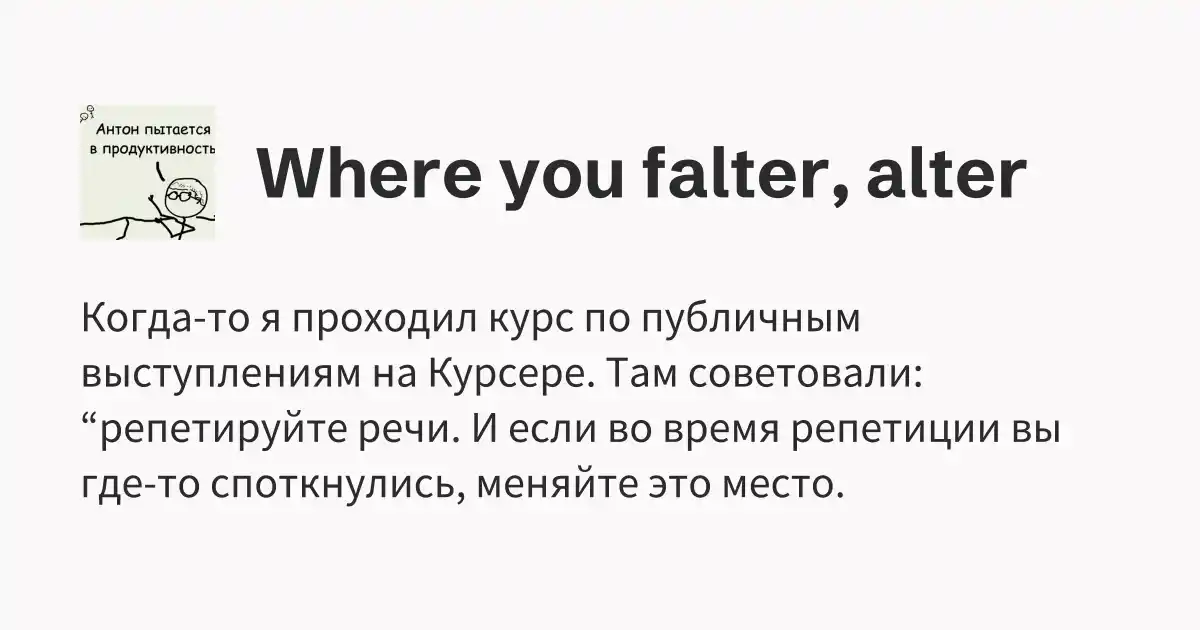 Антон пытается
в продуктивность
Where you falter, alter
Когда-то я проходил курс по публичным
выступлениям на Курсере. Там советовали:
“репетируйте речи. И если во время репетиции вы
где-то споткнулись, меняйте это место.